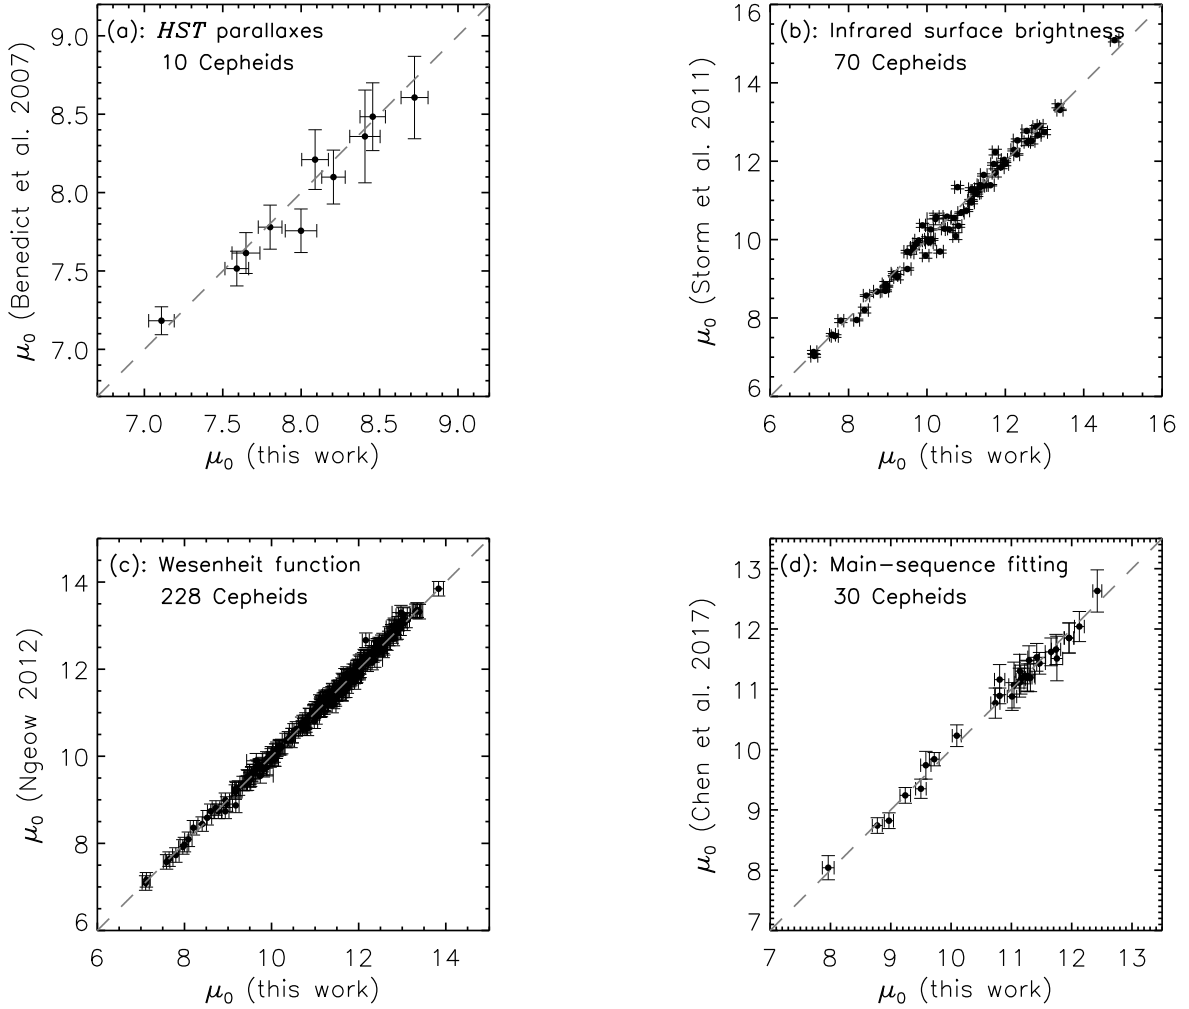 (a): HST parallaxes
10 Cepheids
9.0
8.5
8.0
7.5
7.0
μ0 (Benedict et al. 2007)
7.0 7.5 8.0 8.5 9.0
μ0 (this work)
(b): Infrared surface brightness
70 Cepheids
16
14
12
10
8
6
μ0 (Storm et al. 2011)
6 8 10 12 14 16
μ0 (this work)
(c): Wesenheit function
228 Cepheids
14
12
10
8
6
μ0 (Ngeow 2012)
6 8 10 12 14
μ0 (this work)
(d): Main-sequence fitting
30 Cepheids
13
12
11
10
9
8
7
μ0 (Chen et al. 2017)
7 8 9 10 11 12 13
μ0 (this work)